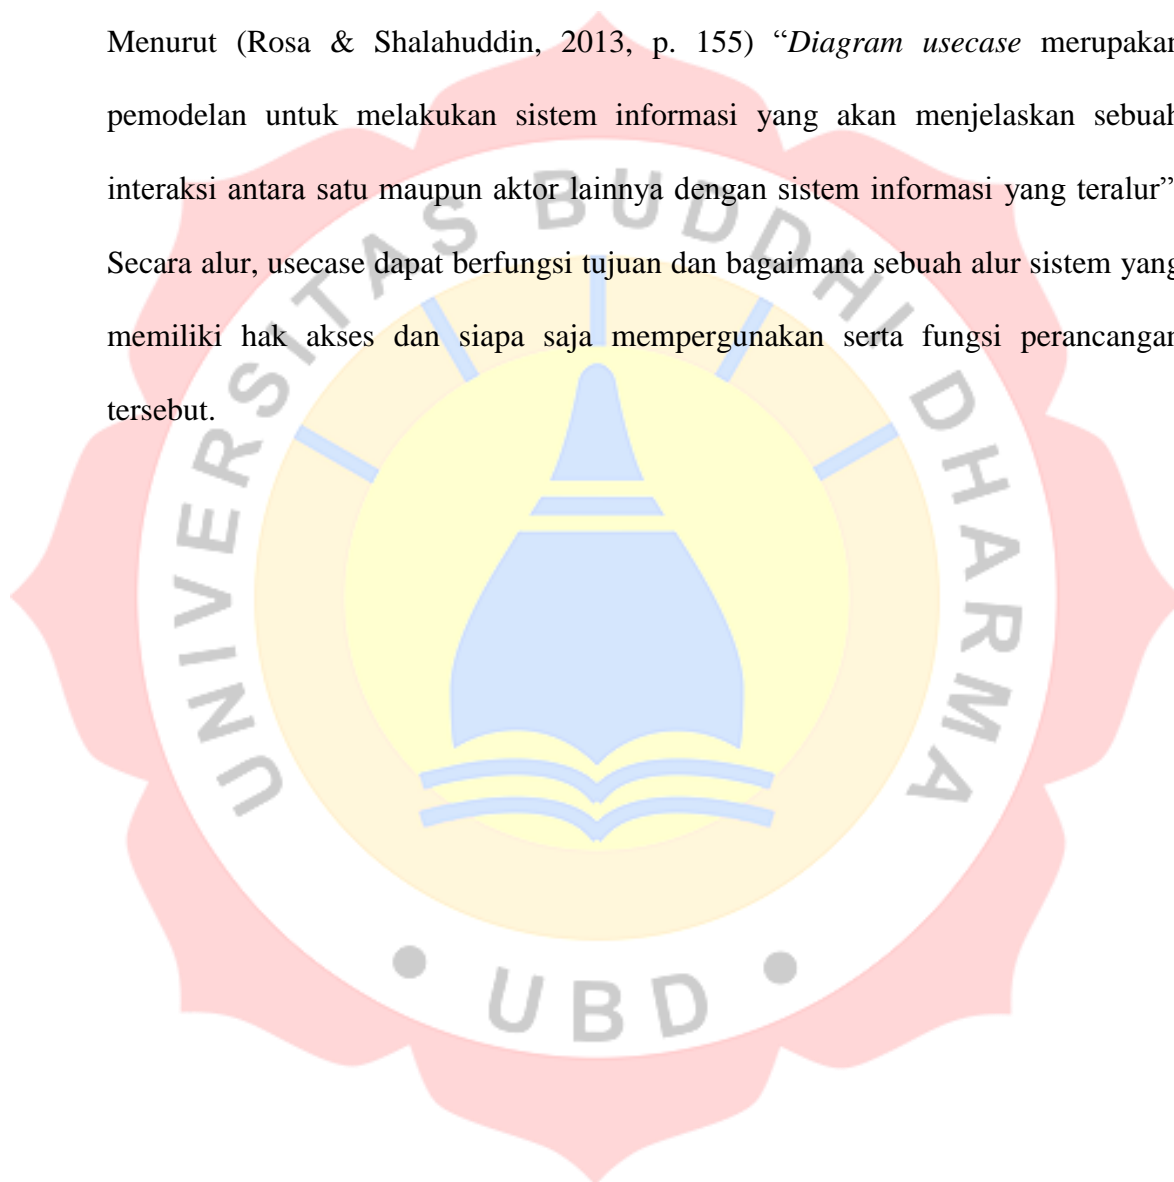 Menurut (Rosa & Shalahuddin, 2013, p. 155) “Diagram usecase merupakan
pemodelan untuk melakukan sistem informasi yang akan menjelaskan sebuah
interaksi antara satu maupun aktor lainnya dengan sistem informasi yang teralur”
Secara alur, usecase dapat berfungsi tujuan dan bagaimana sebuah alur sistem yang
memiliki hak akses dan siapa saja mempergunakan serta fungsi perancangan
tersebut.
UNIVERSITAS BUDDHI DHARMA
• UBD •